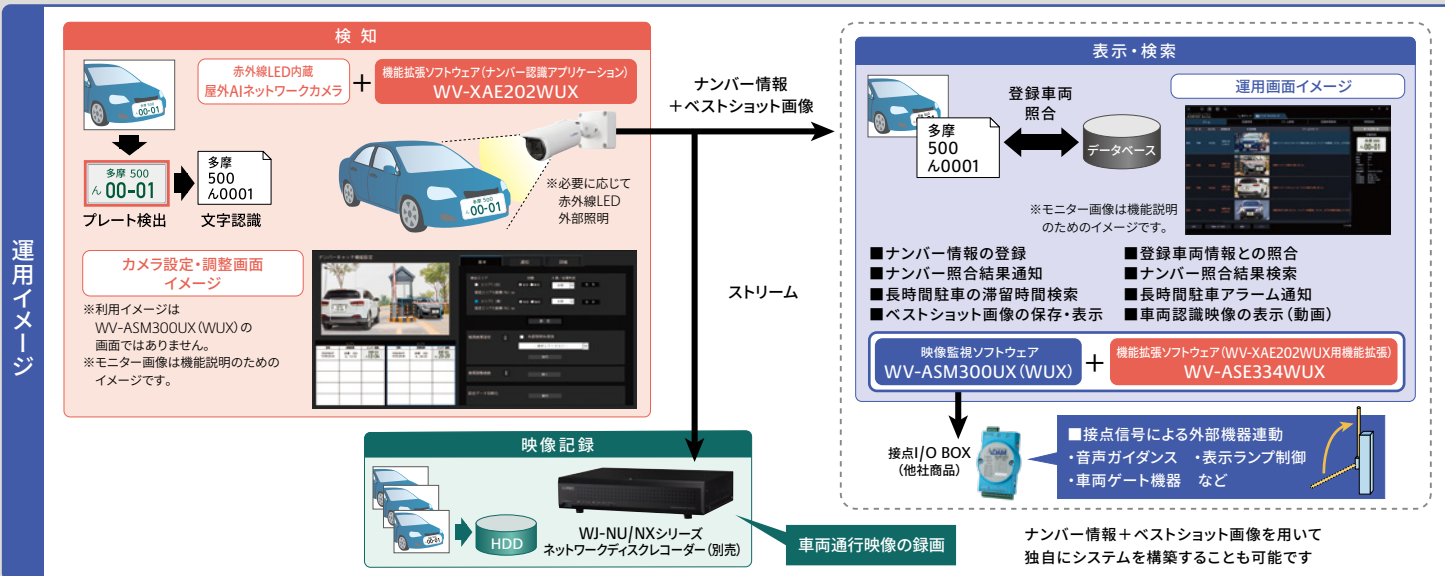 運用イメージ
検 知
赤外線LED内蔵
屋外AIネットワークカメラ
+
機能拡張ソフトウェア(ナンバー認識アプリケーション)
WV-XAE202WUX
多摩 500
ん 00-01
プレート検出
多摩
500
ん0001
文字認識
00-01
※必要に応じて
赤外線LED
外部照明
カメラ設定・調整画面
イメージ
※利用イメージは
WV-ASM300UX(WUX)の
画面ではありません。
※モニター画像は機能説明のための
イメージです。
ナンバー情報
+ベストショット画像
ストリーム
表示・検索
多摩
500
ん0001
登録車両
照合
データベース
運用画面イメージ
※モニター画像は機能説明
のためのイメージです。
■ナンバー情報の登録
■ナンバー照合結果通知
■長時間駐車の滞留時間検索
■ベストショット画像の保存・表示
■登録車両情報との照合
■ナンバー照合結果検索
■長時間駐車アラーム通知
■車両認識映像の表示(動画)
映像監視ソフトウェア
WV-ASM300UX(WUX)
+
機能拡張ソフトウェア(WV-XAE202WUX用機能拡張)
WV-ASE334WUX
接点I/O BOX
(他社商品)
ADAM
■接点信号による外部機器連動
・音声ガイダンス ・表示ランプ制御
・車両ゲート機器 など
映像記録
HDD
WJ-NU/NXシリーズ
ネットワークディスクレコーダー(別売)
車両通行映像の録画
ナンバー情報+ベストショット画像を用いて
独自にシステムを構築することも可能です